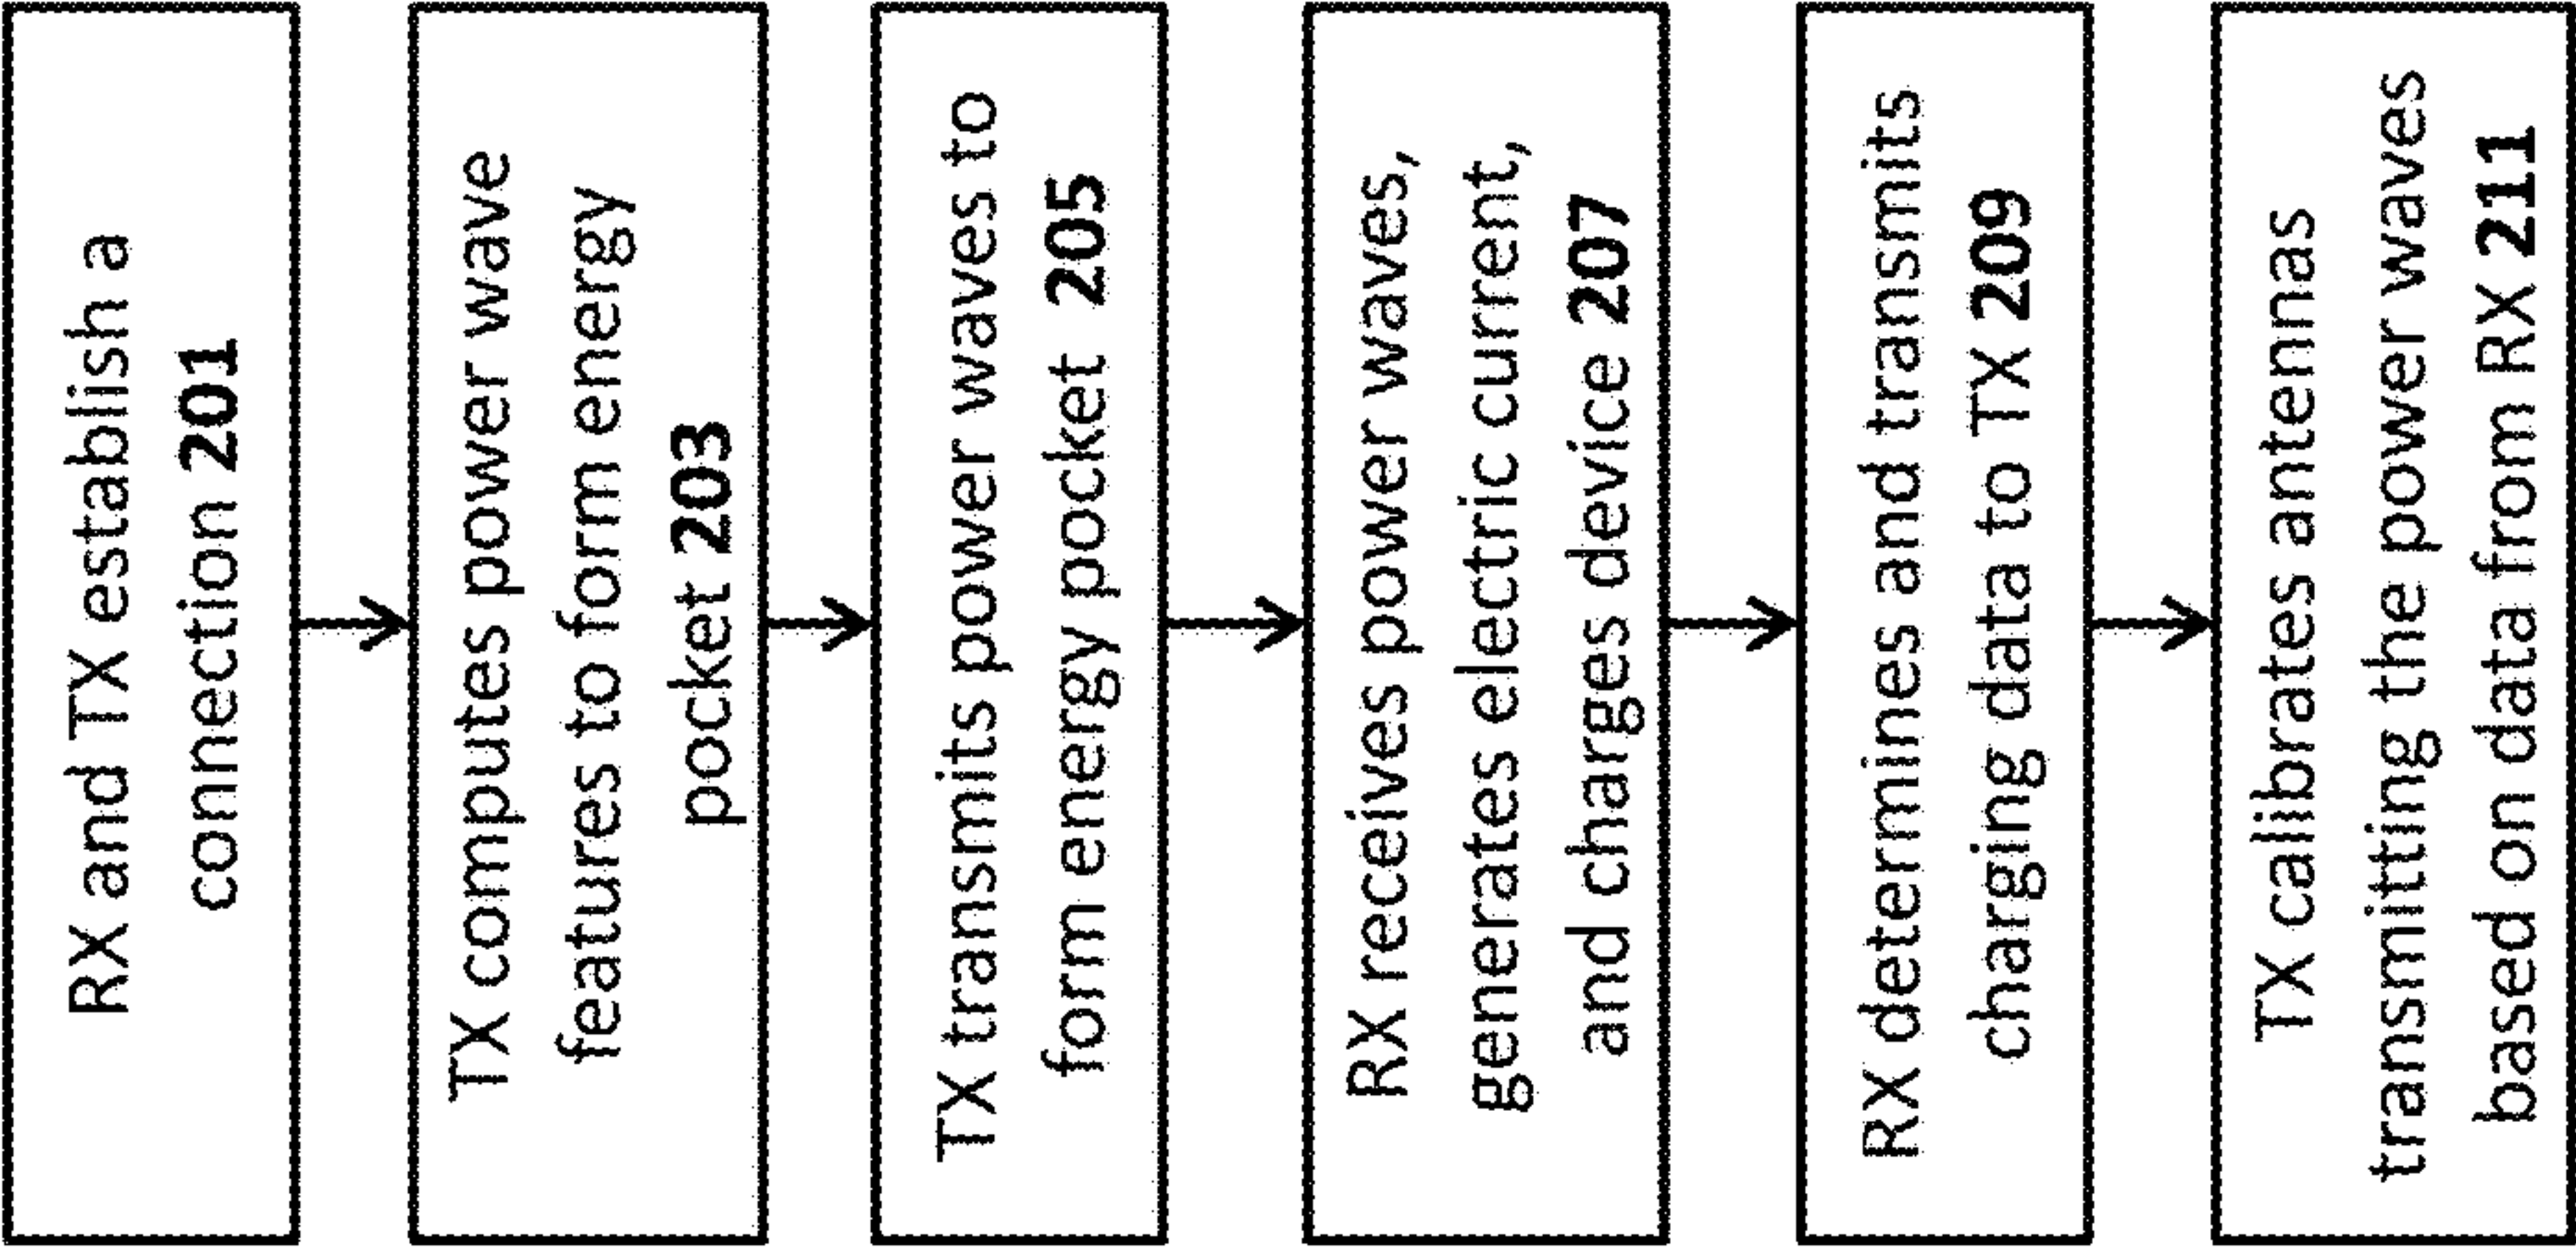 RX and TX establish a
connection 201
TX computes power wave
features to form energy
pocket 203
TX transmits power waves to
form energy pocket 205
RX receives power waves,
generates electric current,
and charges device 207
RX determines and transmits
charging data to TX 209
TX calibrates antennas
transmitting the power waves
based on data from RX 211